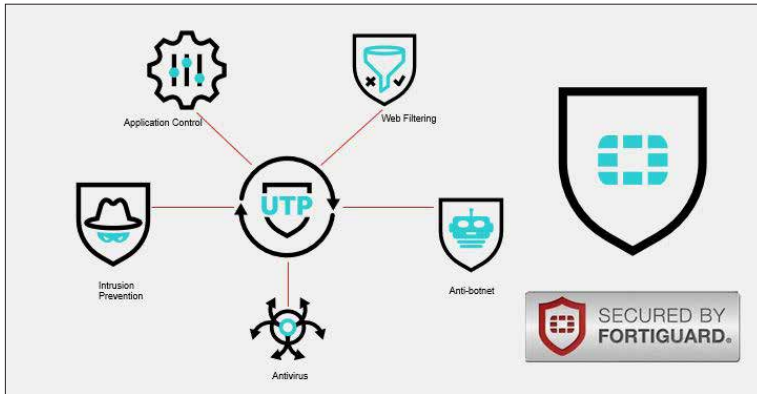 Application Control
Web Filtering
UTP
Intrusion
Prevention
Anti-botnet
Antivirus
SECURED BY
FORTIGUARD®